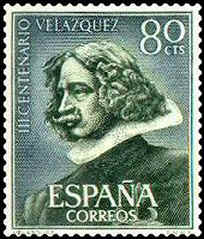 III CENTENARIO VELAZQUEZ
80
CTS
ESPAÑA
CORREOS